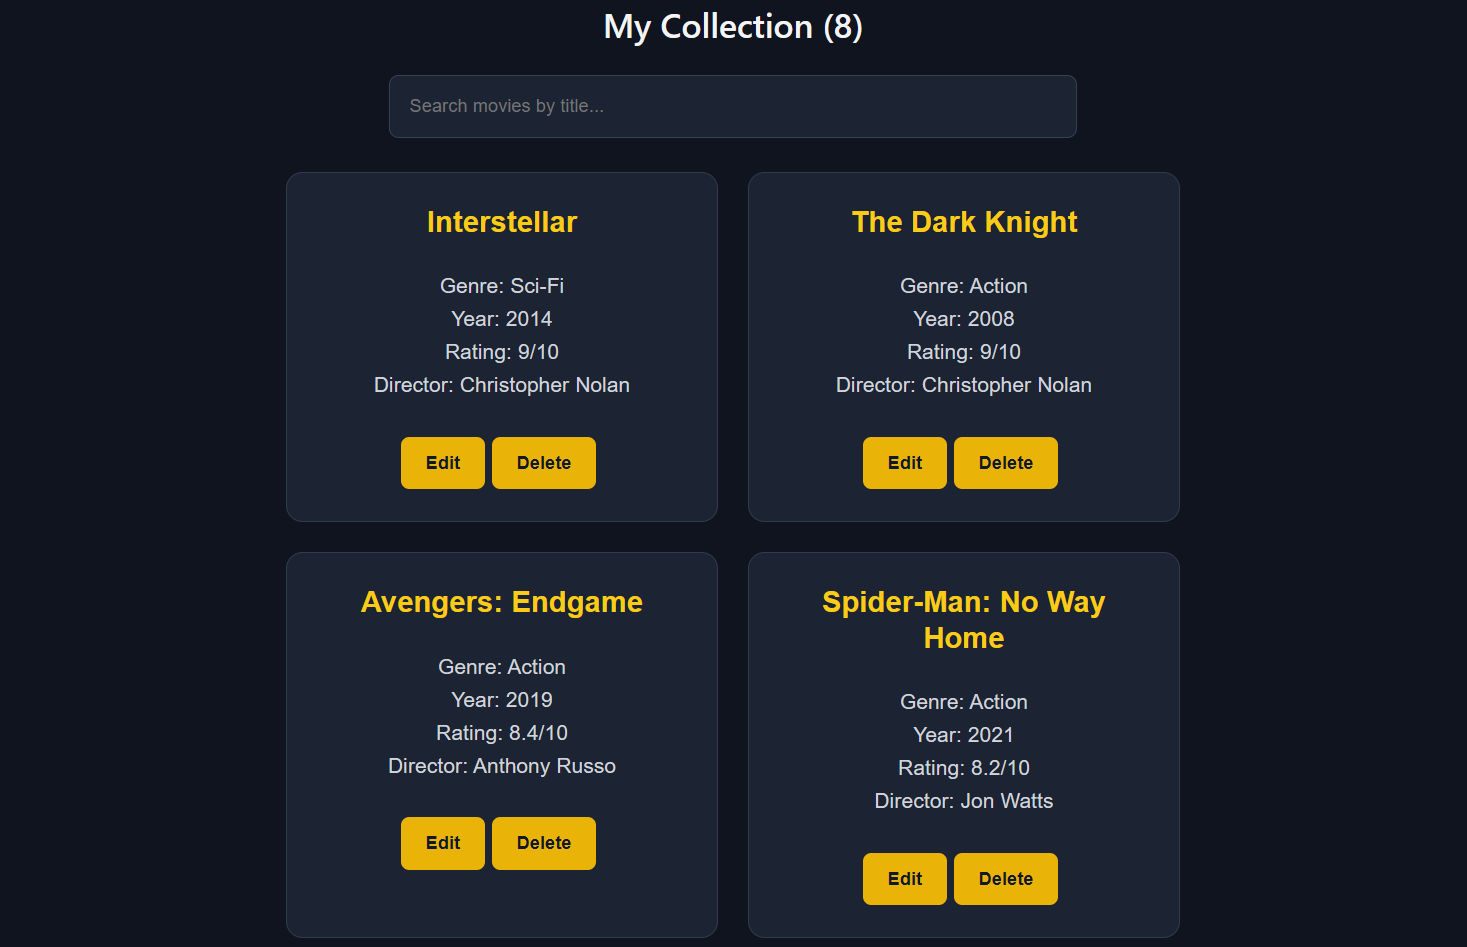 My Collection (8)
Search movies by title...
Interstellar
Genre: Sci-Fi
Year: 2014
Rating: 9/10
Director: Christopher Nolan
Edit Delete
The Dark Knight
Genre: Action
Year: 2008
Rating: 9/10
Director: Christopher Nolan
Edit Delete
Avengers: Endgame
Genre: Action
Year: 2019
Rating: 8.4/10
Director: Anthony Russo
Edit Delete
Spider-Man: No Way
Home
Genre: Action
Year: 2021
Rating: 8.2/10
Director: Jon Watts
Edit Delete